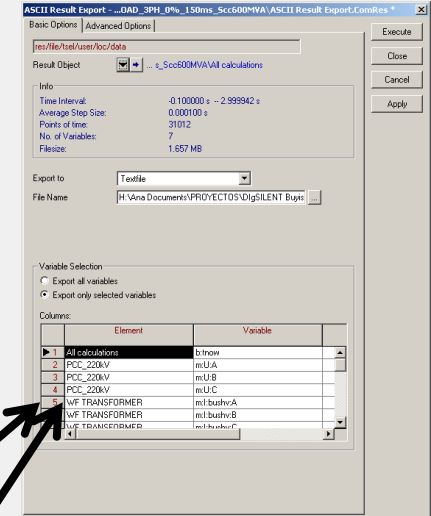 ASCII Result Export - ...OAD_3PH_0%_150ms_Scc600MVA\ASCII Result Export.ComRes *
Basic Options
Advanced Options
Execute
Close
Cancel
Apply
res/file/tsel/user/loc/data
Result Object
... s_Scc600MVA\All calculations
Info
Time Interval: -0.100000 s -- 2.999942 s
Average Step Size: 0.000100 s
Points of time: 31012
No. of Variables: 7
Filesize: 1.657 MB
Export to Textfile
File Name H:\Ana Documents\PROYECTOS\DIgSILENT Buyis ...
Variable Selection
Export all variables
Export only selected variables
Columns:
Element Variable
1 All calculations b:tnow
2 PCC_220kV m:U:A
3 PCC_220kV m:U:B
4 PCC_220kV m:U:C
5 WF TRANSFORMER m:I:bushv:A
6 WF TRANSFORMER m:I:bushv:B
WF TRANSFORMER m:I:bushv:C